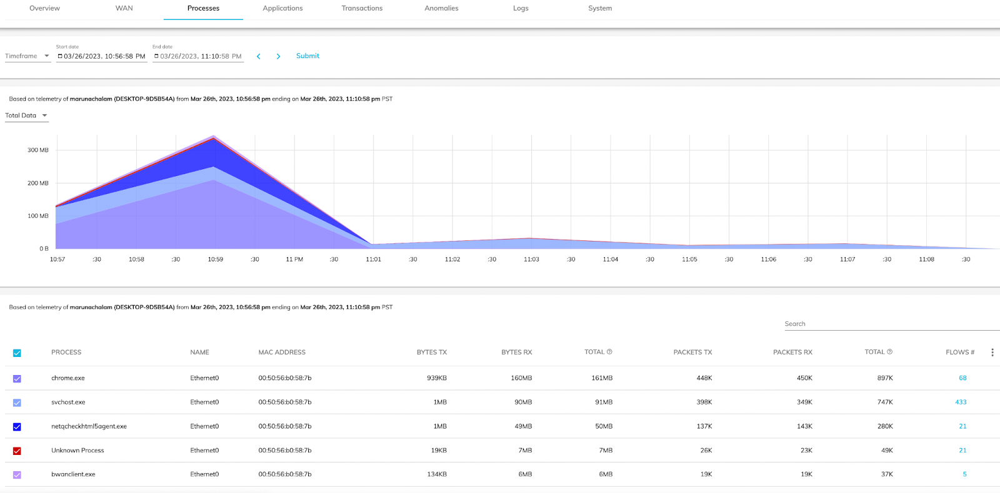 Overview WAN Processes Applications Transactions Anomalies Logs System
Start date End date
Timeframe 03/26/2023, 10:56:58 PM 03/26/2023, 11:10:58 PM Submit
Based on telemetry of marunachalam (DESKTOP-9D5B54A) from Mar 26th, 2023, 10:56:58 pm ending on Mar 26th, 2023, 11:10:58 pm PST
Total Data
300 MB
200 MB
100 MB
0 B
10:57 :30 10:58 :30 10:59 :30 11 PM :30 11:01 :30 11:02 :30 11:03 :30 11:04 :30 11:05 :30 11:06 :30 11:07 :30 11:08 :30
Based on telemetry of marunachalam (DESKTOP-9D5B54A) from Mar 26th, 2023, 10:56:58 pm ending on Mar 26th, 2023, 11:10:58 pm PST
Search
PROCESS NAME MAC ADDRESS BYTES TX BYTES RX TOTAL PACKETS TX PACKETS RX TOTAL FLOWS #
chrome.exe Ethernet0 00:50:56:b0:58:7b 939KB 160MB 161MB 448K 450K 897K 68
svchost.exe Ethernet0 00:50:56:b0:58:7b 1MB 90MB 91MB 398K 349K 747K 433
netqcheckhtml5agent.exe Ethernet0 00:50:56:b0:58:7b 1MB 49MB 50MB 137K 143K 280K 21
Unknown Process Ethernet0 00:50:56:b0:58:7b 19KB 7MB 7MB 26K 23K 49K 21
bwanclient.exe Ethernet0 00:50:56:b0:58:7b 134KB 6MB 6MB 19K 19K 37K 5